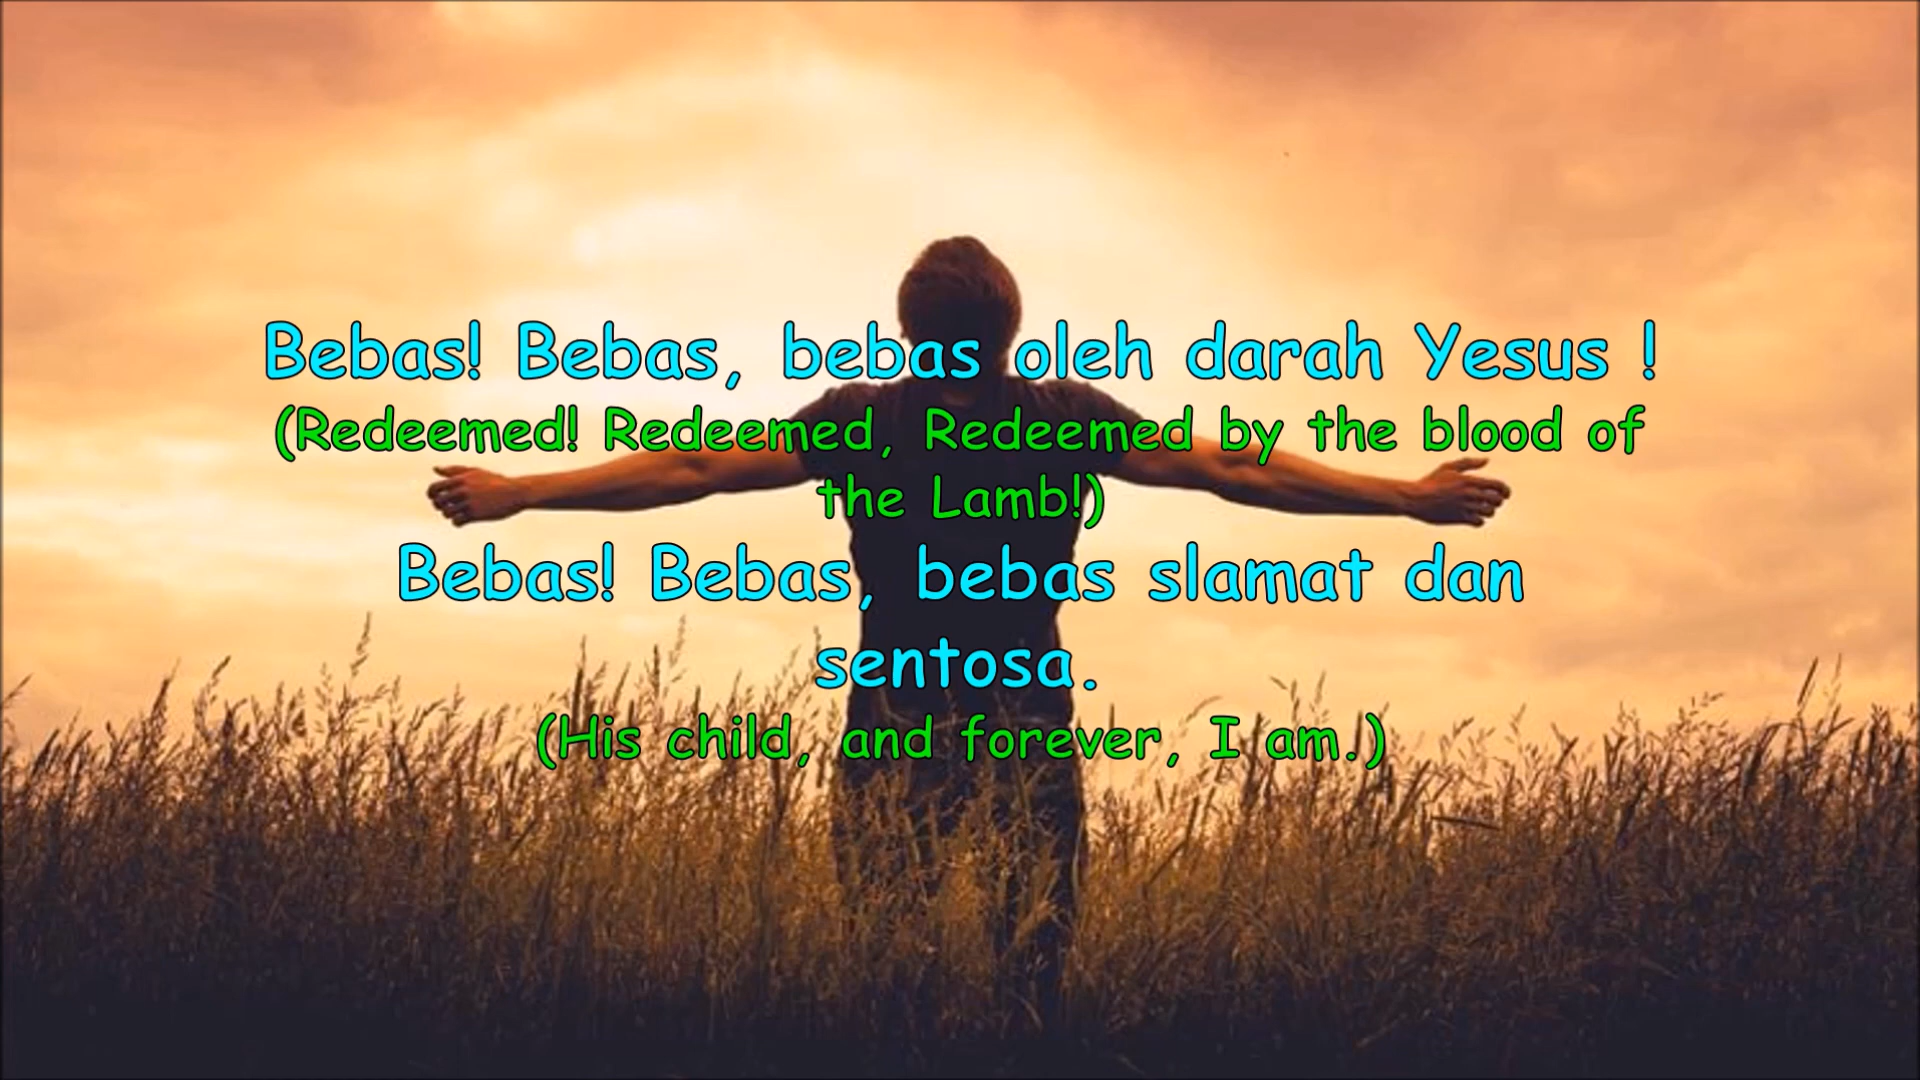 Bebas! Bebas, bebas oleh darah Yesus !
(Redeemed! Redeemed, Redeemed by the blood of
the Lamb!)
Bebas! Bebas, bebas slamat dan
sentosa.
(His child, and forever, I am.)